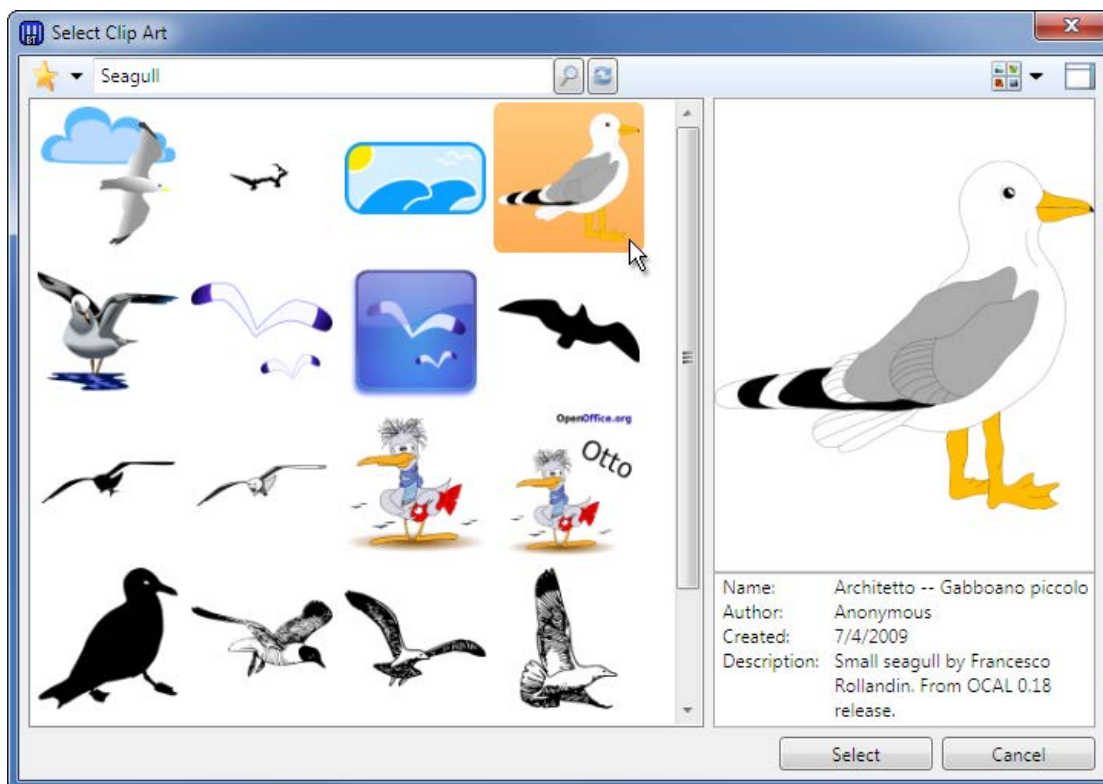 Select Clip Art
Seagull
OpenOffice.org
Otto
Name: Architetto -- Gabboano piccolo
Author: Anonymous
Created: 7/4/2009
Description: Small seagull by Francesco
Rollandin. From OCAL 0.18
release.
Select Cancel